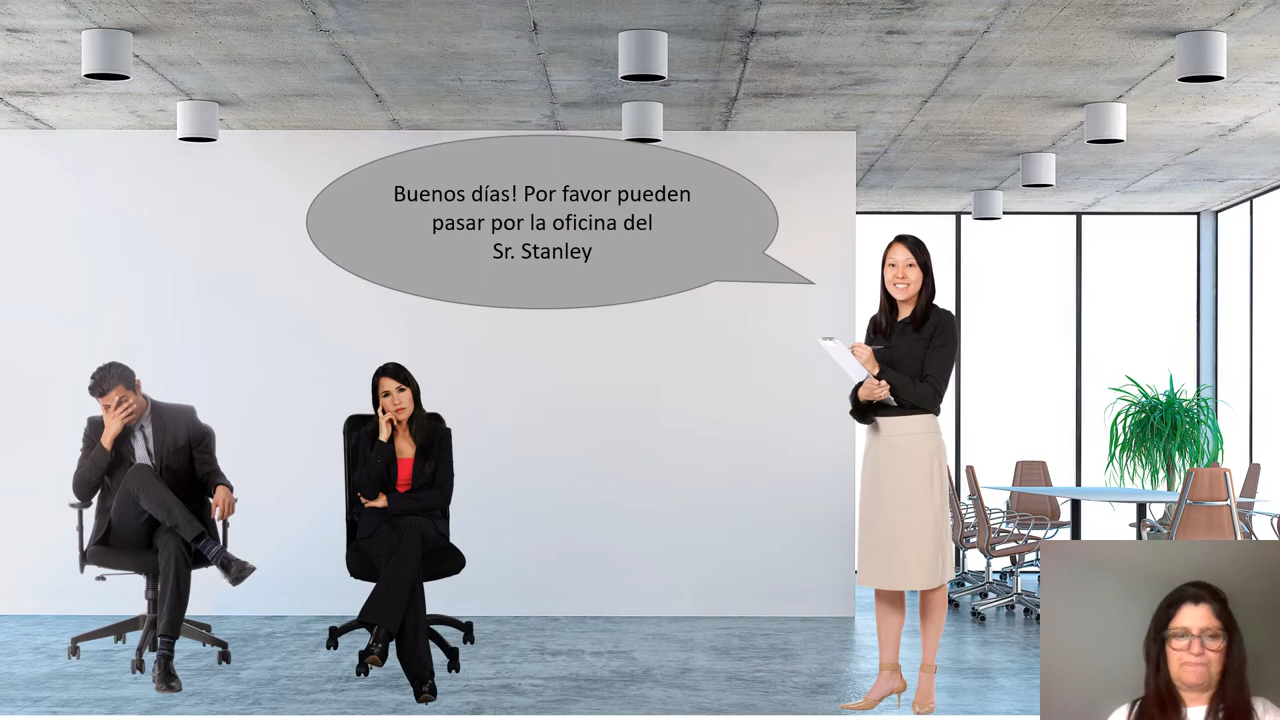 Buenos días! Por favor pueden
pasar por la oficina del
Sr. Stanley